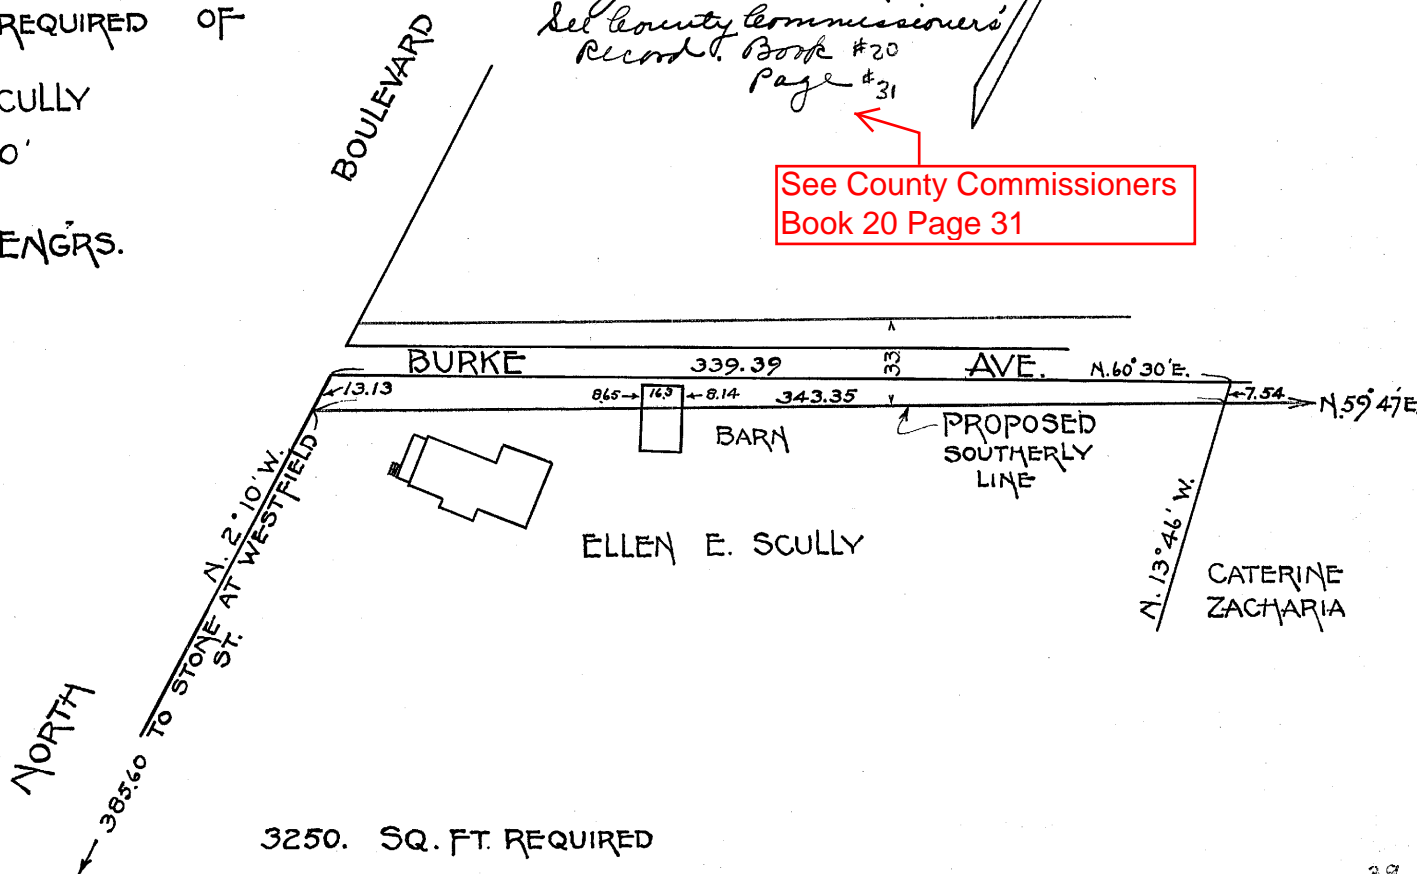 REQUIRED OF
CULLY
0'
ENGRS.
BOULEVARD
See County Commissioners'
Record. Book #20
Page #31
See County Commissioners
Book 20 Page 31
BURKE 339.39 33 AVE. N.60°30'E.
13.13 8.65 16.3 8.14 343.35 7.54 N.59°47'E
BARN
PROPOSED
SOUTHERLY
LINE
ELLEN E. SCULLY
N. 2°10' W.
385.60 TO STONE AT WESTFIELD
ST.
NORTH
N. 13°46' W.
CATERINE
ZACHARIA
3250. SQ. FT. REQUIRED